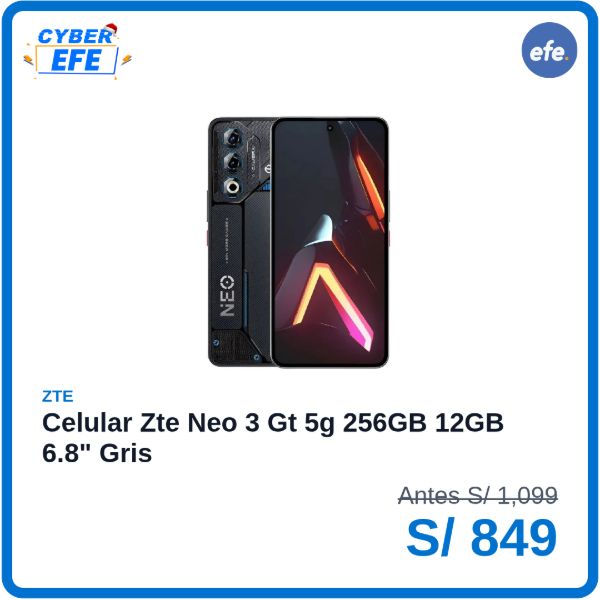 CYBER
EFE
efe.
NEO
ZTE
Celular Zte Neo 3 Gt 5g 256GB 12GB
6.8" Gris
Antes S/ 1,099
S/ 849